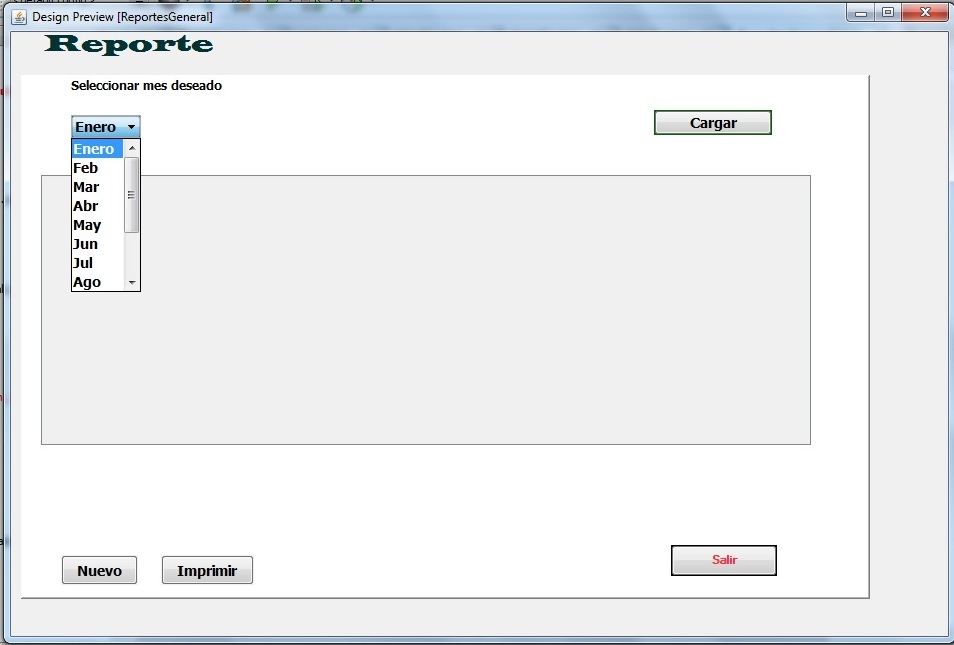 Design Preview [ReportesGeneral]
Reporte
Seleccionar mes deseado
Enero
Cargar
Enero
Feb
Mar
Abr
May
Jun
Jul
Ago
Nuevo
Imprimir
Salir